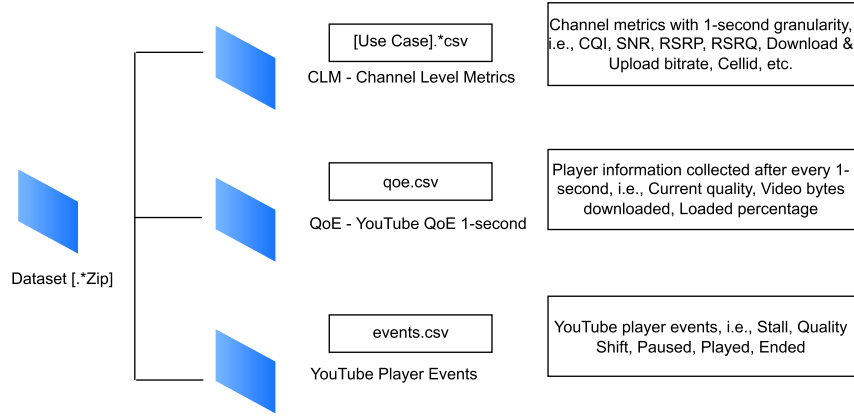 [Use Case].*csv
CLM - Channel Level Metrics
Channel metrics with 1-second granularity,
i.e., CQI, SNR, RSRP, RSRQ, Download &
Upload bitrate, Cellid, etc.
Dataset [.*Zip]
qoe.csv
QoE - YouTube QoE 1-second
Player information collected after every 1-
second, i.e., Current quality, Video bytes
downloaded, Loaded percentage
events.csv
YouTube Player Events
YouTube player events, i.e., Stall, Quality
Shift, Paused, Played, Ended